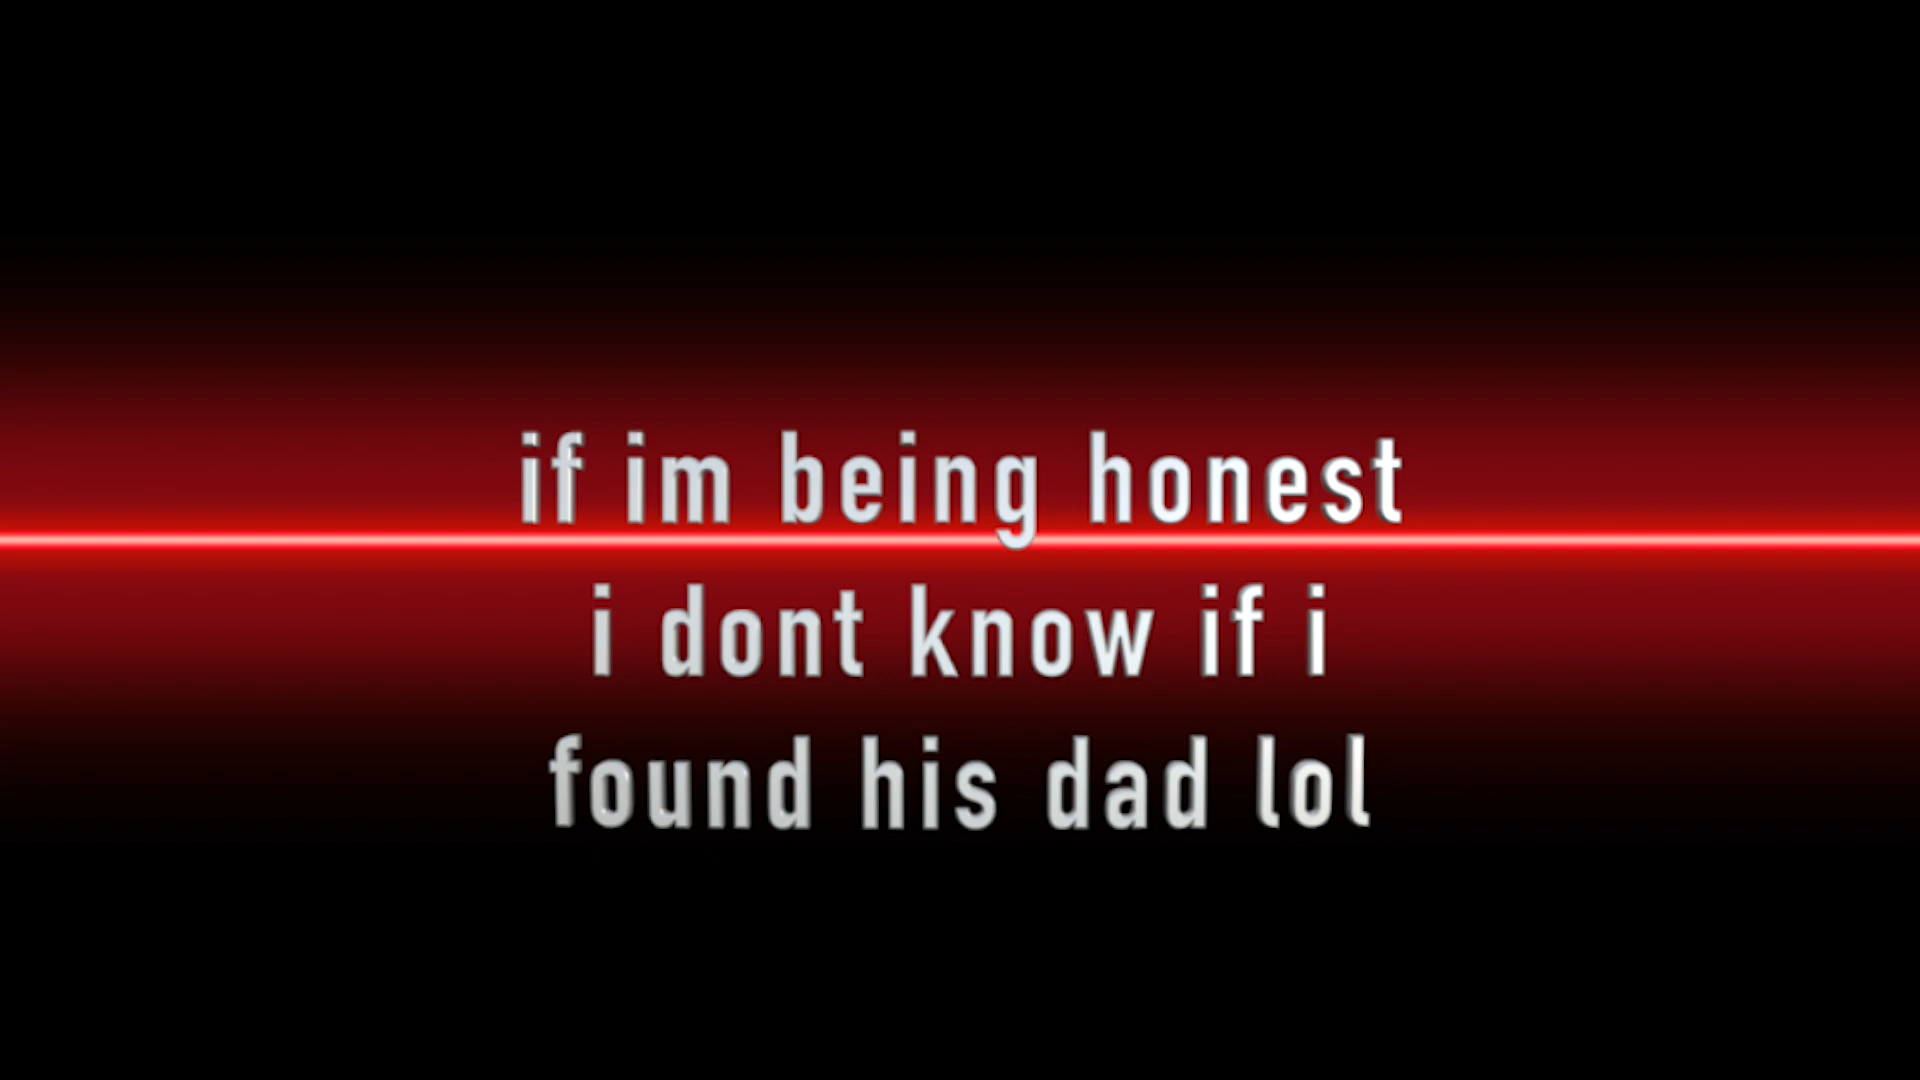 if im being honest
i dont know if i
found his dad lol